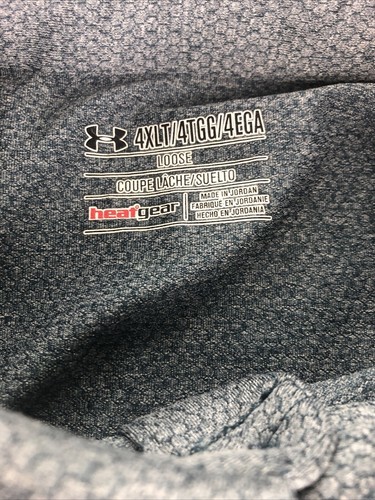 4XLT/4TGG/4EGA
LOOSE
COUPE LÂCHE/SUELTO
heatgear
MADE IN JORDAN
FABRIQUÉ EN JORDANIE
HECHO EN JORDANIA